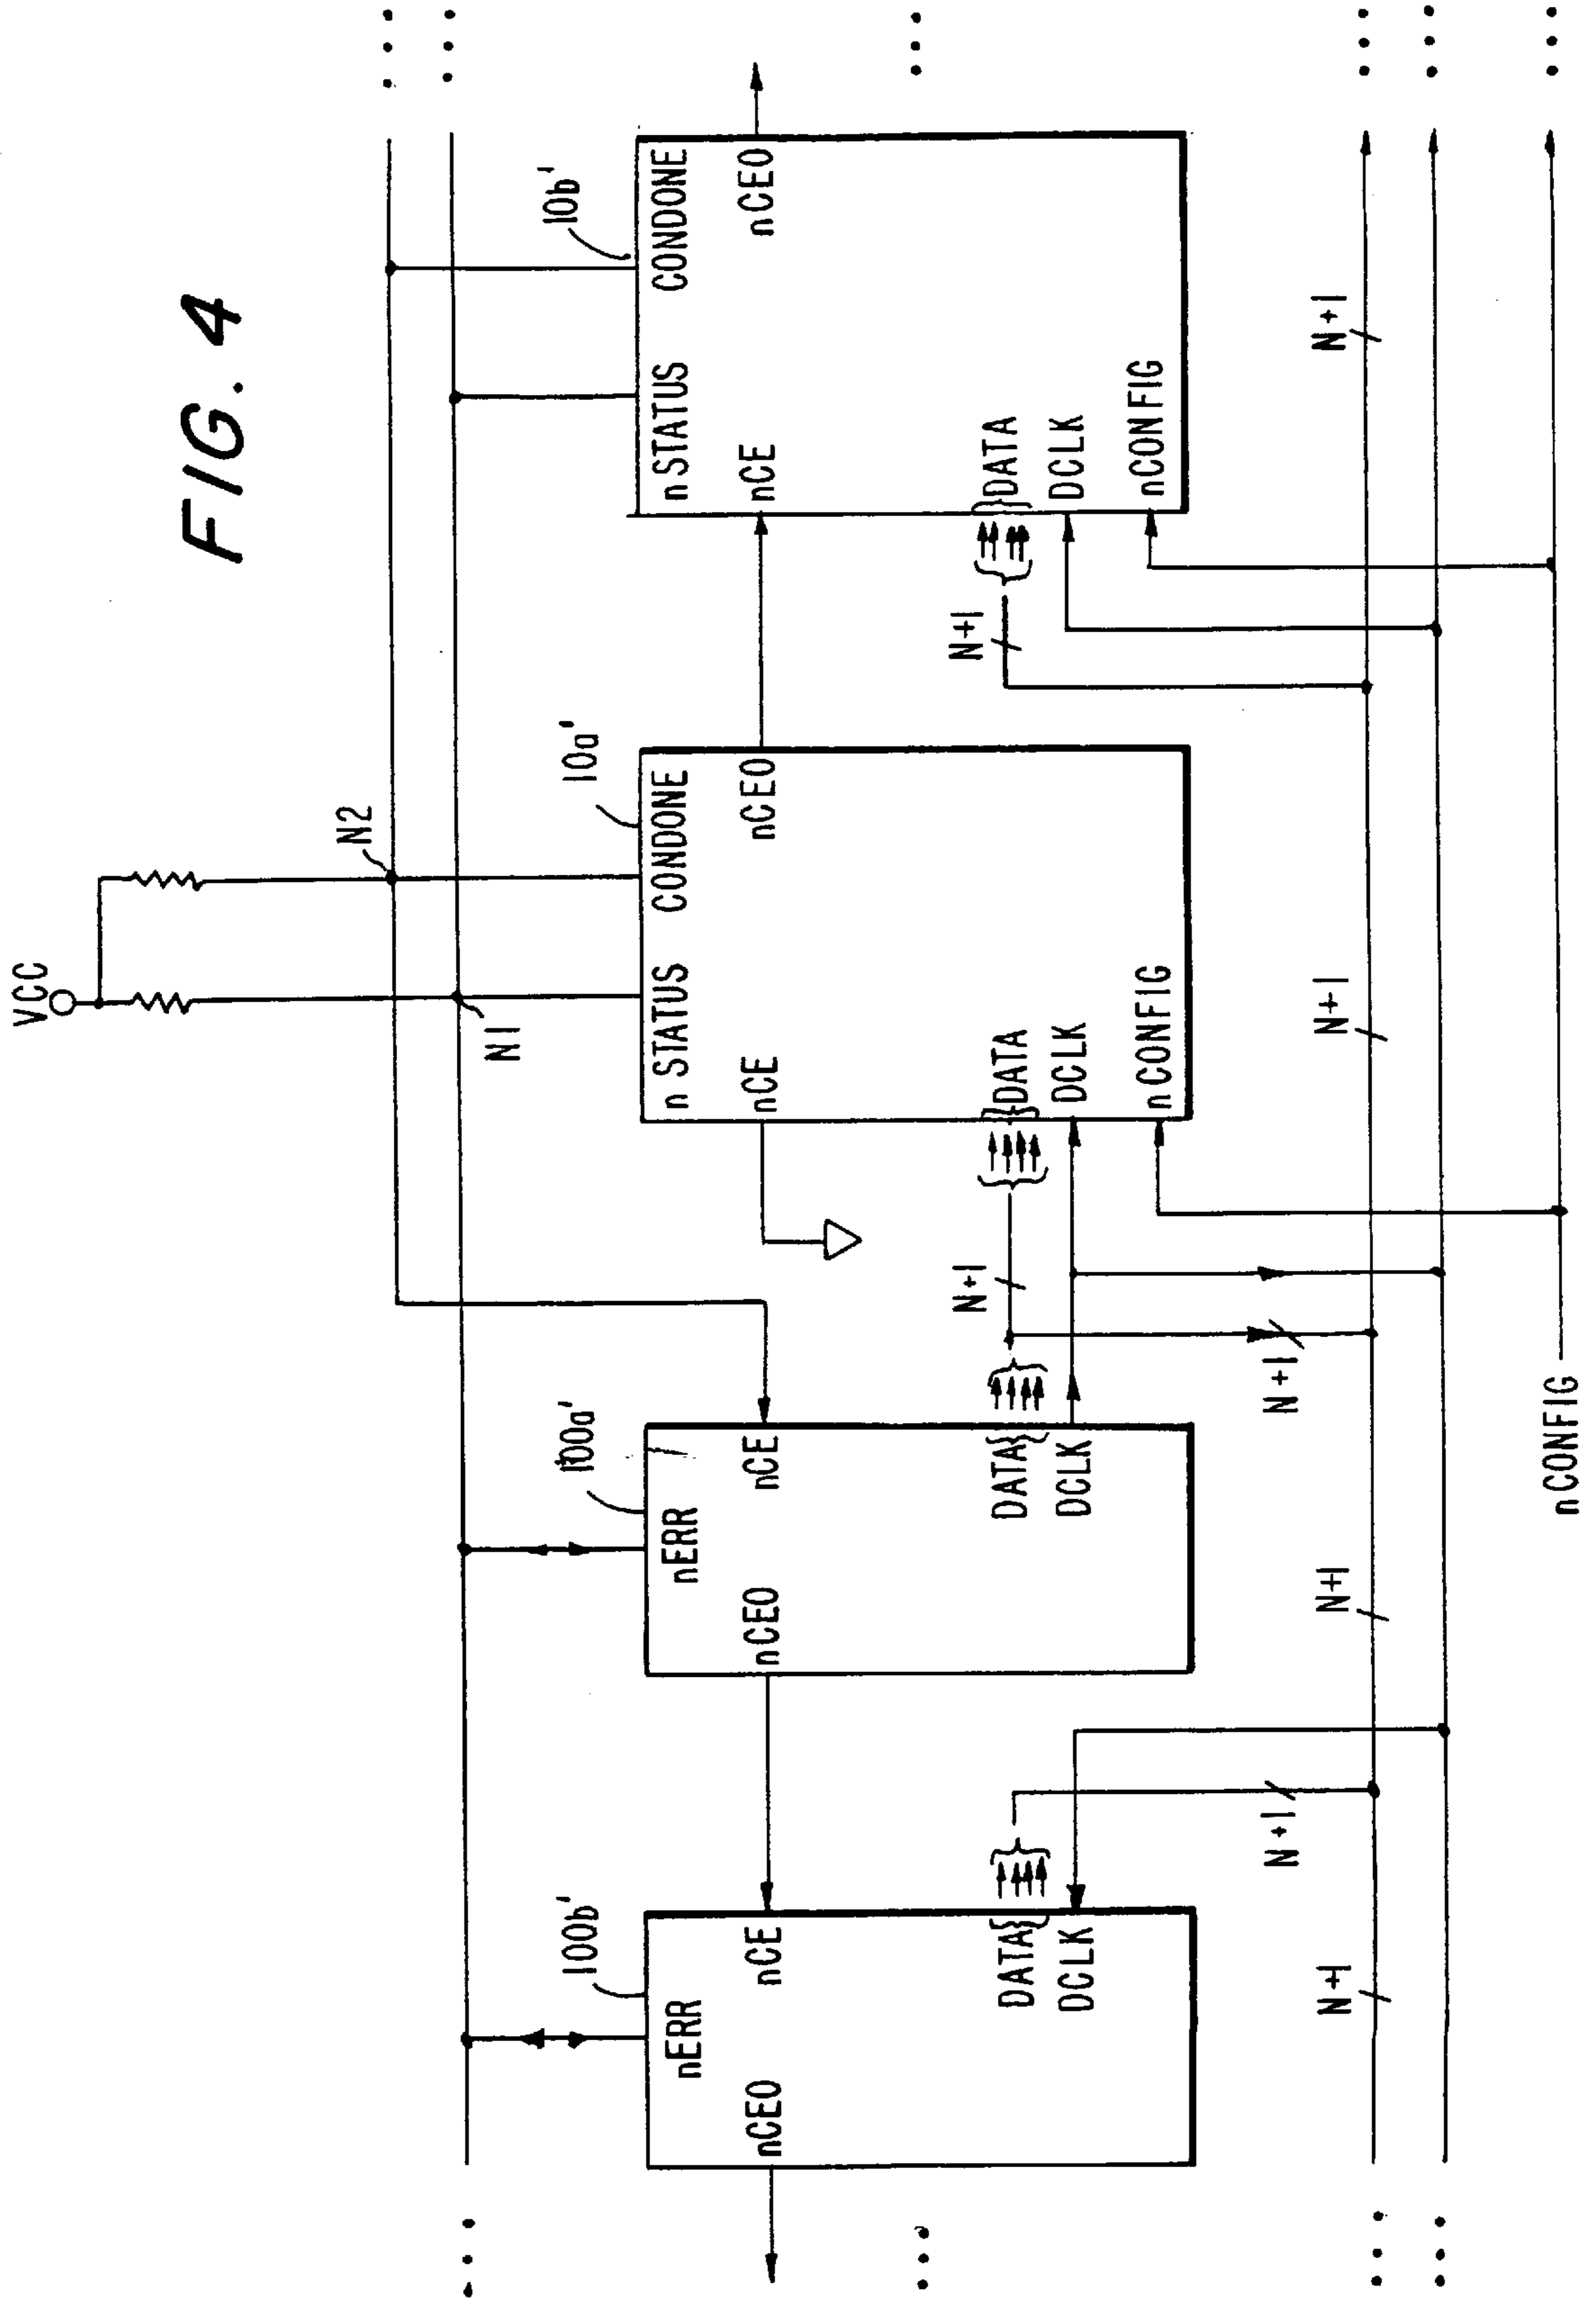 FIG. 4
VCC
N2
N1
100b'
nERR
nCEO
nCE
DATA
DCLK
N+1
100a'
nERR
nCEO
nCE
DATA
DCLK
N+1
N+1
10a'
nSTATUS CONDONE
nCE
nCEO
DATA
DCLK
nCONFIG
N+1
10b'
nSTATUS CONDONE
nCE
nCEO
DATA
DCLK
nCONFIG
N+1
N+1
N+1
N+1
nCONFIG